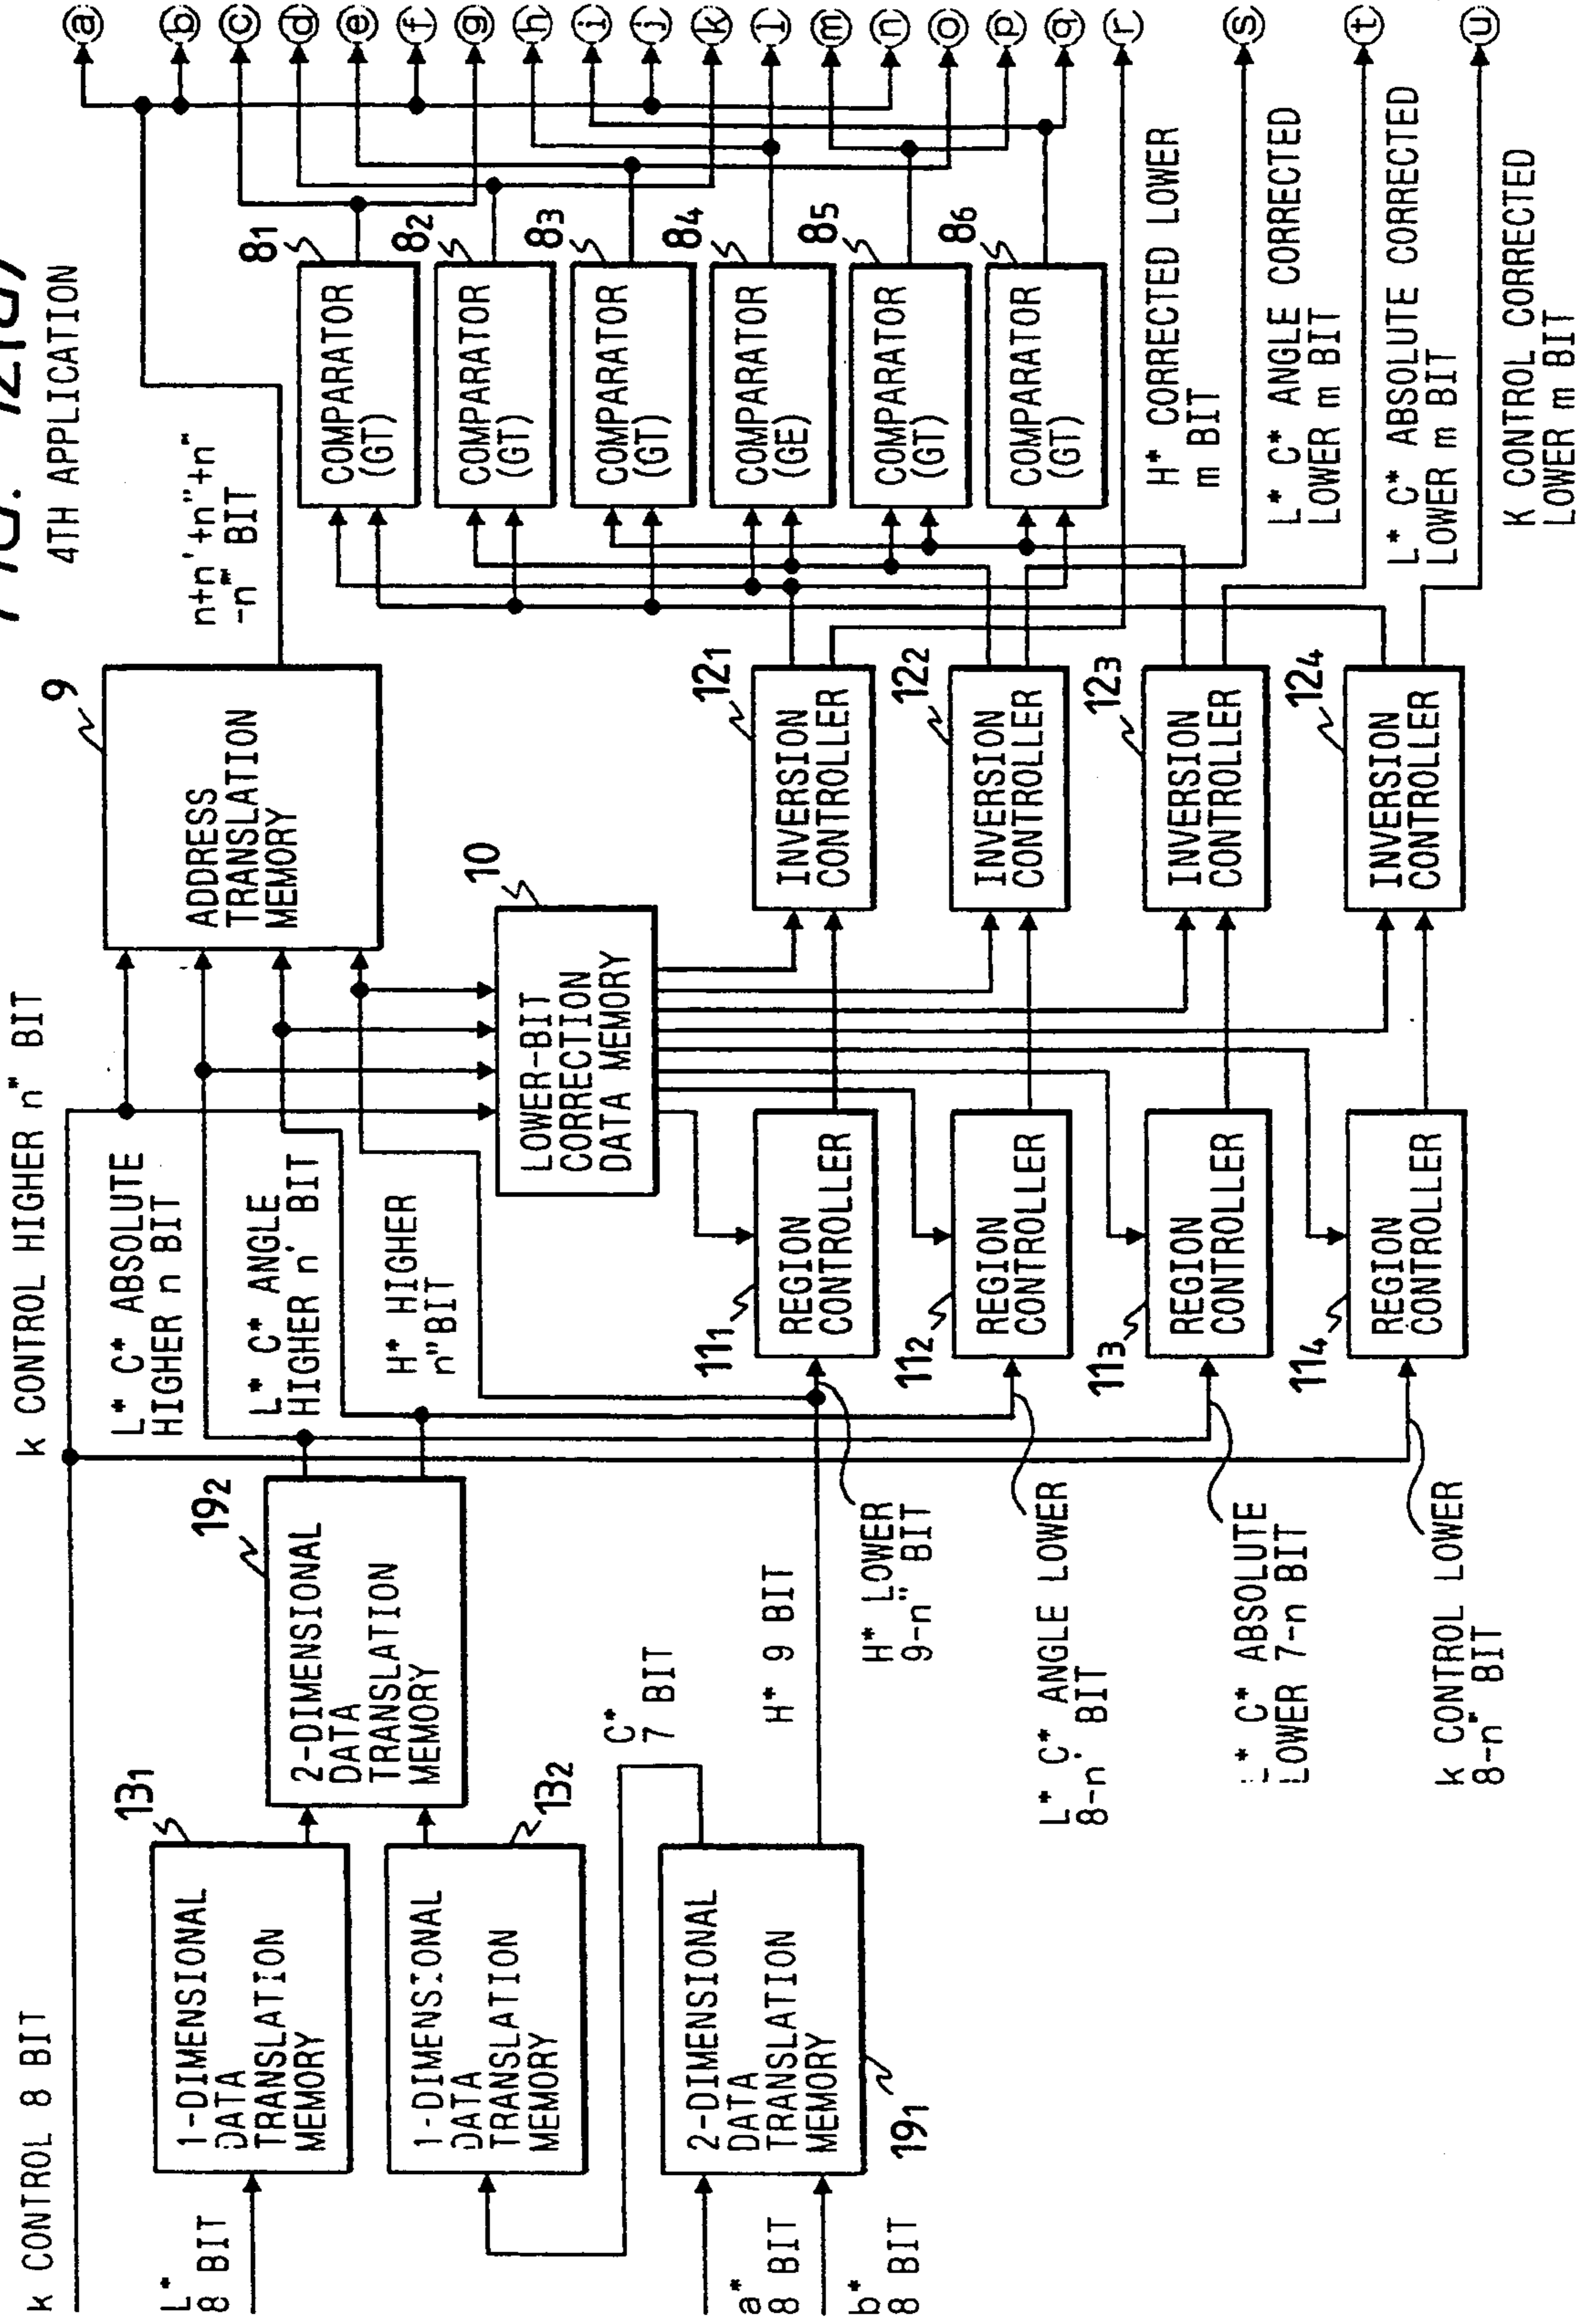 4TH APPLICATION
k CONTROL 8 BIT
L*
8 BIT
a*
8 BIT
b*
8 BIT
13₁
1-DIMENSIONAL
DATA
TRANSLATION
MEMORY
13₂
1-DIMENSIONAL
DATA
TRANSLATION
MEMORY
2-DIMENSIONAL
DATA
TRANSLATION
MEMORY
19₁
C*
7 BIT
H* 9 BIT
19₂
2-DIMENSIONAL
DATA
TRANSLATION
MEMORY
k CONTROL HIGHER n‴ BIT
L* C* ABSOLUTE
HIGHER n BIT
L* C* ANGLE
HIGHER n' BIT
H* HIGHER
n" BIT
H* LOWER
9-n" BIT
L* C* ANGLE LOWER
8-n' BIT
L* C* ABSOLUTE
LOWER 7-n BIT
k CONTROL LOWER
8-n‴ BIT
9
ADDRESS
TRANSLATION
MEMORY
n+n'+n"+n‴
-n⁗ BIT
10
LOWER-BIT
CORRECTION
DATA MEMORY
11₁
REGION
CONTROLLER
11₂
REGION
CONTROLLER
11₃
REGION
CONTROLLER
11₄
REGION
CONTROLLER
12₁
INVERSION
CONTROLLER
12₂
INVERSION
CONTROLLER
12₃
INVERSION
CONTROLLER
12₄
INVERSION
CONTROLLER
8₁
COMPARATOR
(GT)
8₂
COMPARATOR
(GT)
8₃
COMPARATOR
(GT)
8₄
COMPARATOR
(GE)
8₅
COMPARATOR
(GT)
8₆
COMPARATOR
(GT)
H* CORRECTED LOWER
m BIT
L* C* ANGLE CORRECTED
LOWER m BIT
L* C* ABSOLUTE CORRECTED
LOWER m BIT
K CONTROL CORRECTED
LOWER m BIT
a
b
c
d
e
f
g
h
i
j
k
l
m
n
o
p
q
r
s
t
u